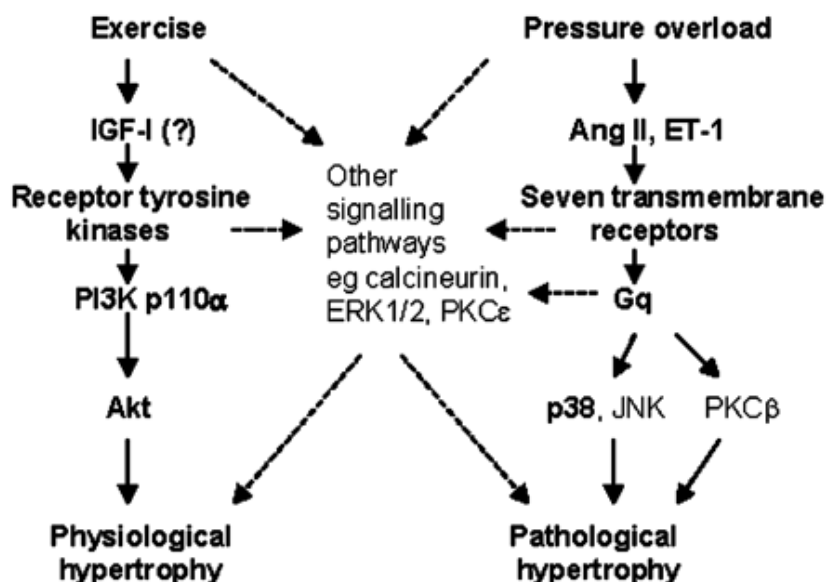 Exercise
Pressure overload
IGF-I (?)
Ang II, ET-1
Receptor tyrosine
kinases
Other
signalling
pathways
eg calcineurin,
ERK1/2, PKCε
Seven transmembrane
receptors
PI3K p110α
Gq
Akt
p38, JNK
PKCβ
Physiological
hypertrophy
Pathological
hypertrophy